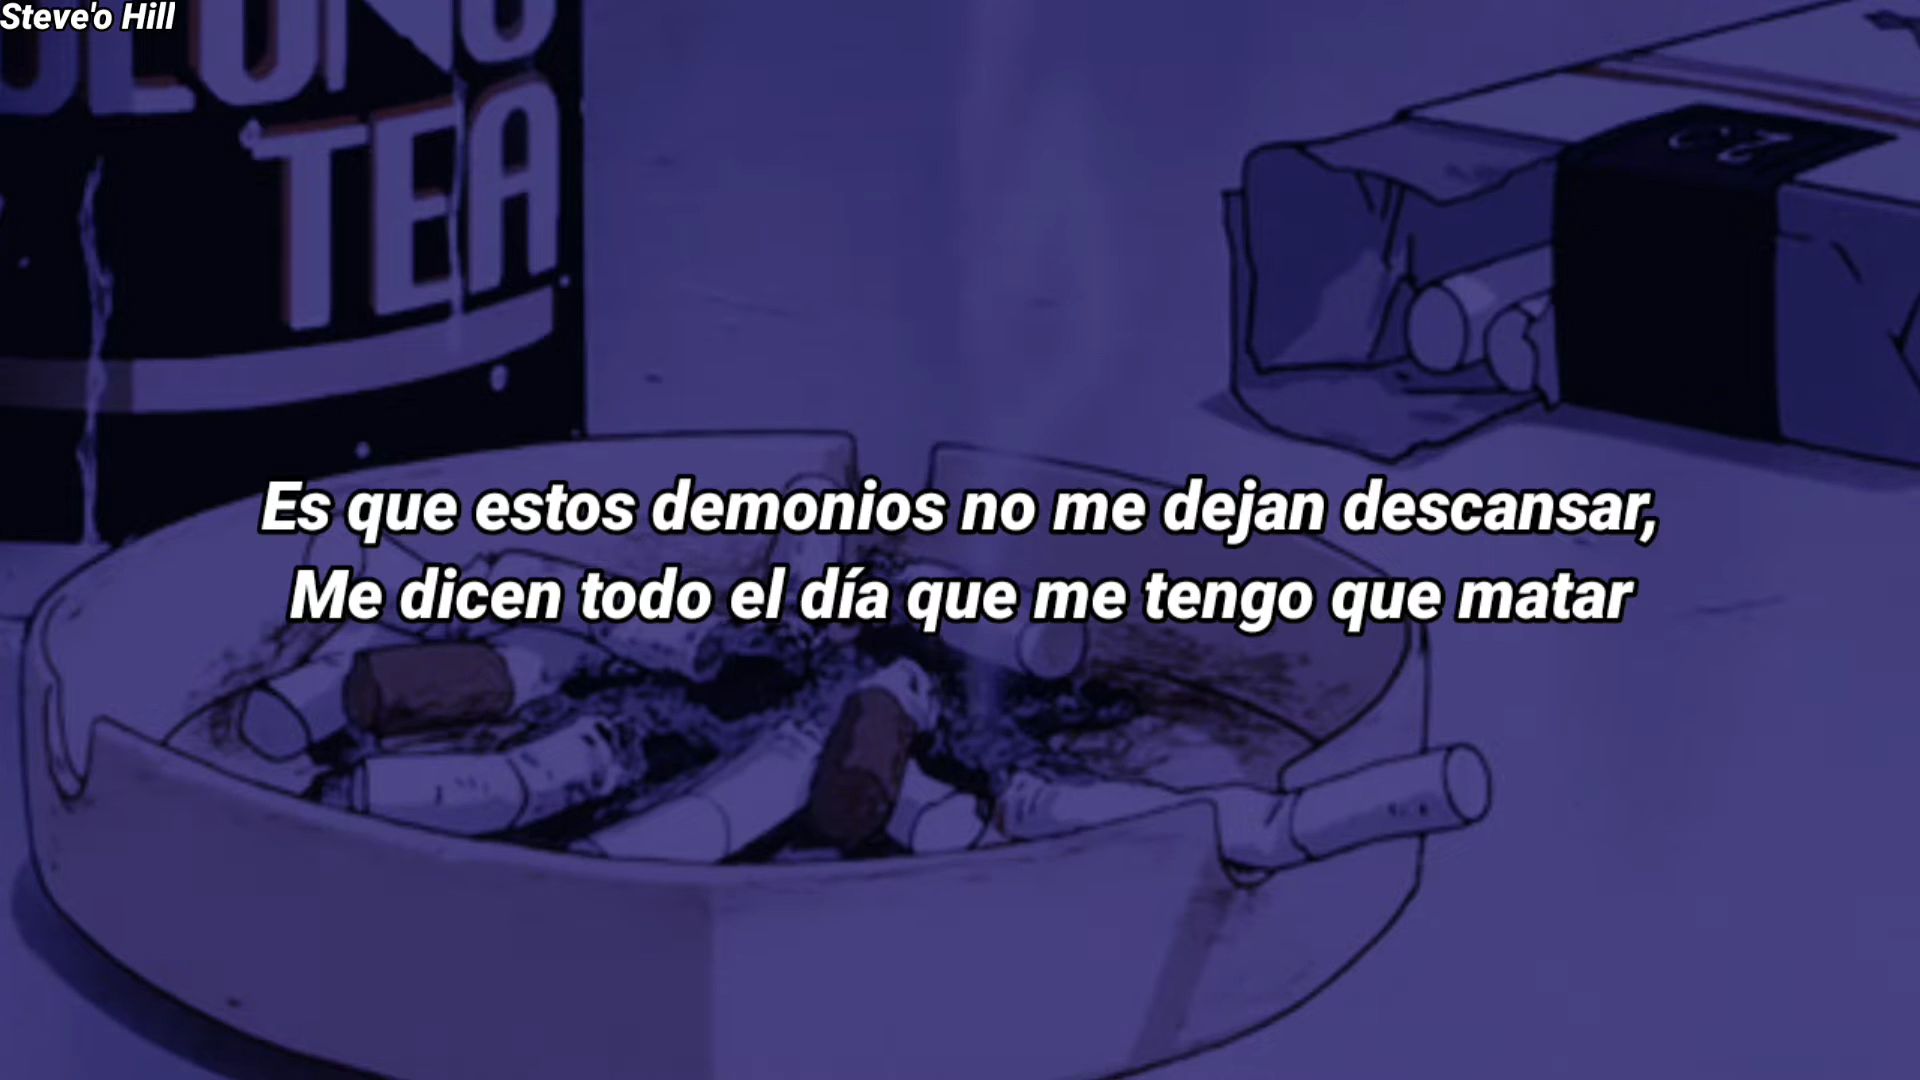 Steve'o Hill
TEA
Es que estos demonios no me dejan descansar,
Me dicen todo el día que me tengo que matar